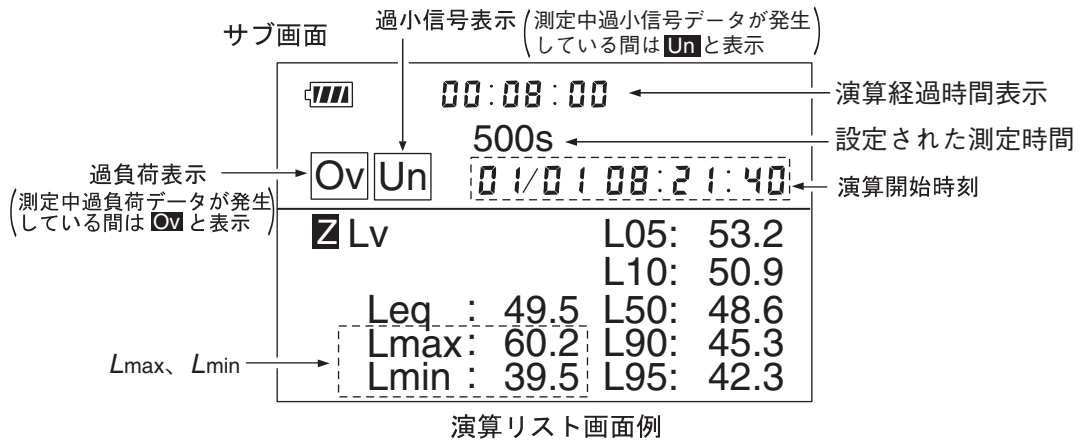 サブ画面
過小信号表示
(測定中過小信号データが発生
している間は Un と表示)
00:08:00
演算経過時間表示
500s
設定された測定時間
過負荷表示
(測定中過負荷データが発生
している間は Ov と表示)
Ov Un
01/01 08:21:40
演算開始時刻
Z Lv
L05: 53.2
L10: 50.9
Leq : 49.5 L50: 48.6
Lmax: 60.2 L90: 45.3
Lmin : 39.5 L95: 42.3
Lmax、Lmin
演算リスト画面例